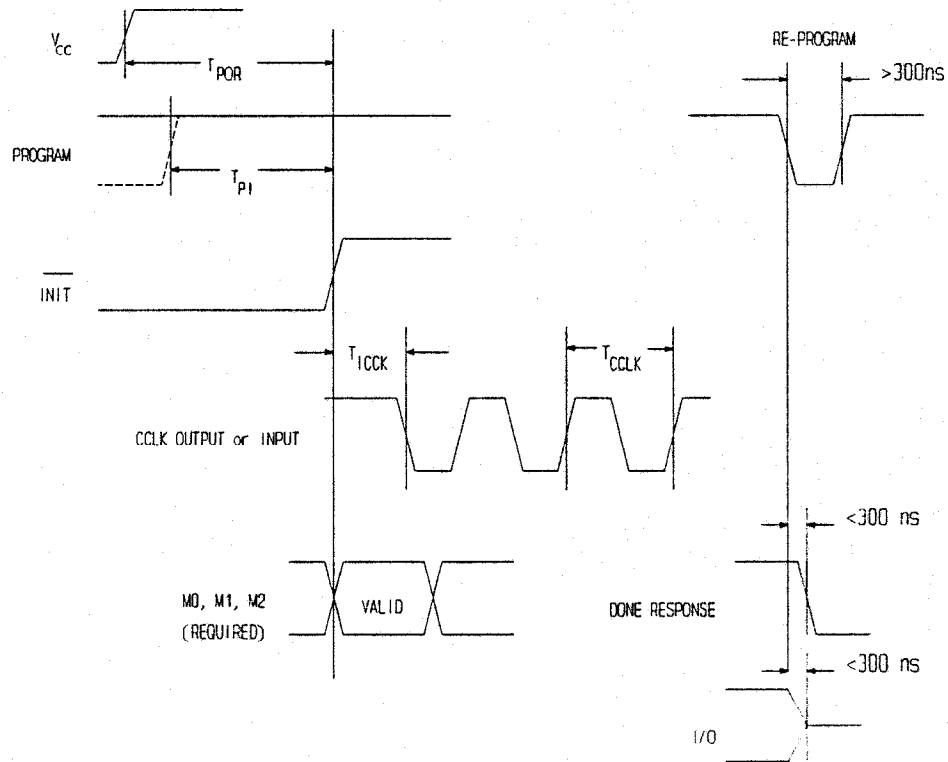 V_CC
T_POR
RE-PROGRAM
>300ns
PROGRAM
T_PI
INIT
T_ICCK
T_CCLK
CCLK OUTPUT or INPUT
<300 ns
M0, M1, M2
(REQUIRED)
VALID
DONE RESPONSE
<300 ns
I/O